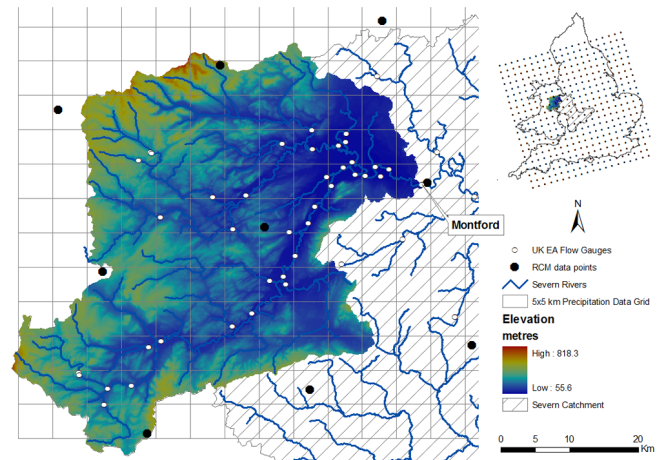 Montford
N
UK EA Flow Gauges
RCM data points
Severn Rivers
5x5 km Precipitation Data Grid
Elevation
metres
High : 818.3
Low : 55.6
Severn Catchment
0 5 10 20
Km